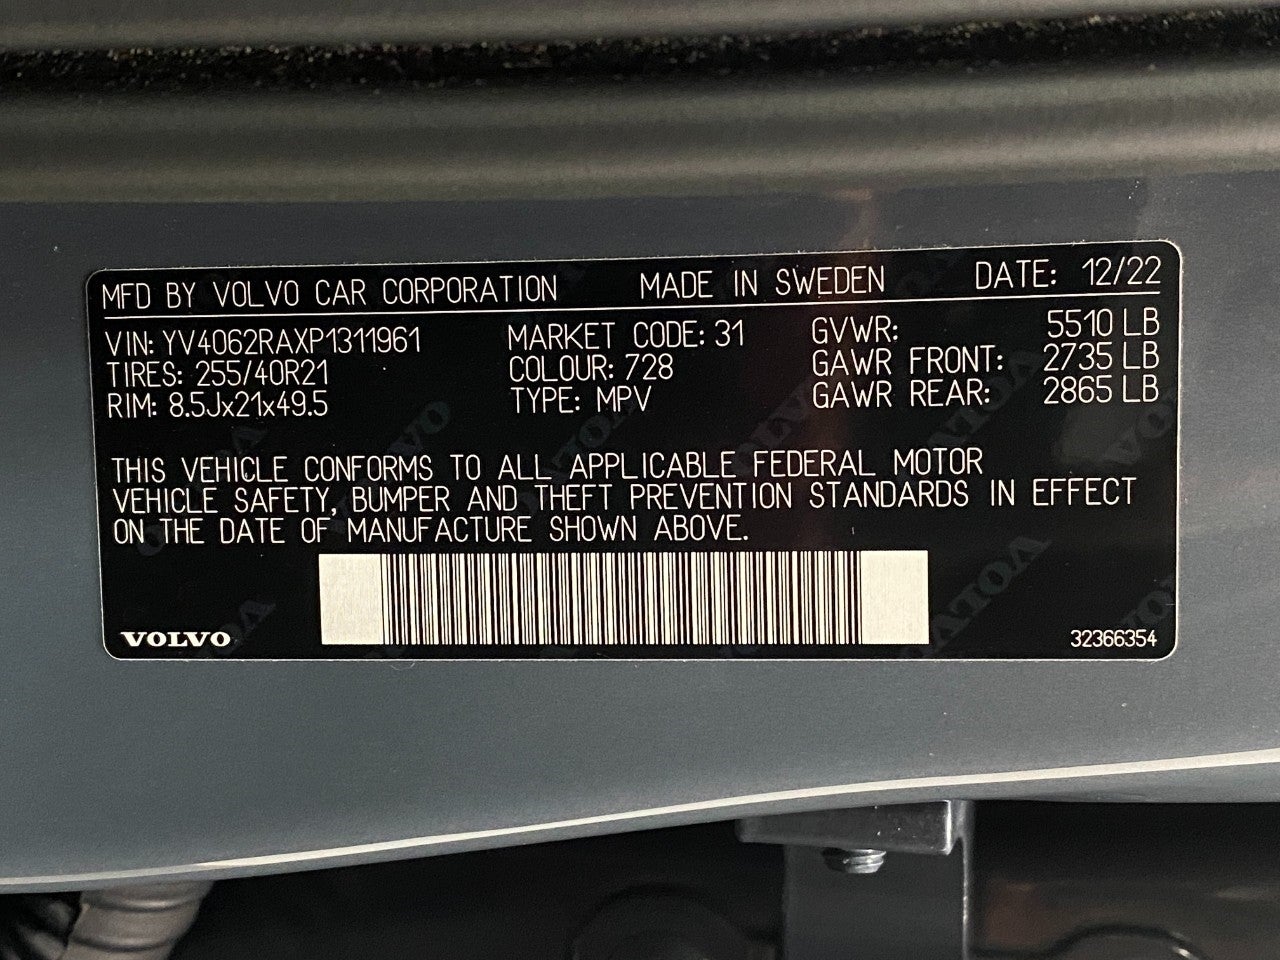 MFD BY VOLVO CAR CORPORATION MADE IN SWEDEN DATE: 12/22
VIN: YV4062RAXP1311961 MARKET CODE: 31 GVWR: 5510 LB
TIRES: 255/40R21 COLOUR: 728 GAWR FRONT: 2735 LB
RIM: 8.5Jx21x49.5 TYPE: MPV GAWR REAR: 2865 LB
THIS VEHICLE CONFORMS TO ALL APPLICABLE FEDERAL MOTOR
VEHICLE SAFETY, BUMPER AND THEFT PREVENTION STANDARDS IN EFFECT
ON THE DATE OF MANUFACTURE SHOWN ABOVE.
VOLVO 32366354